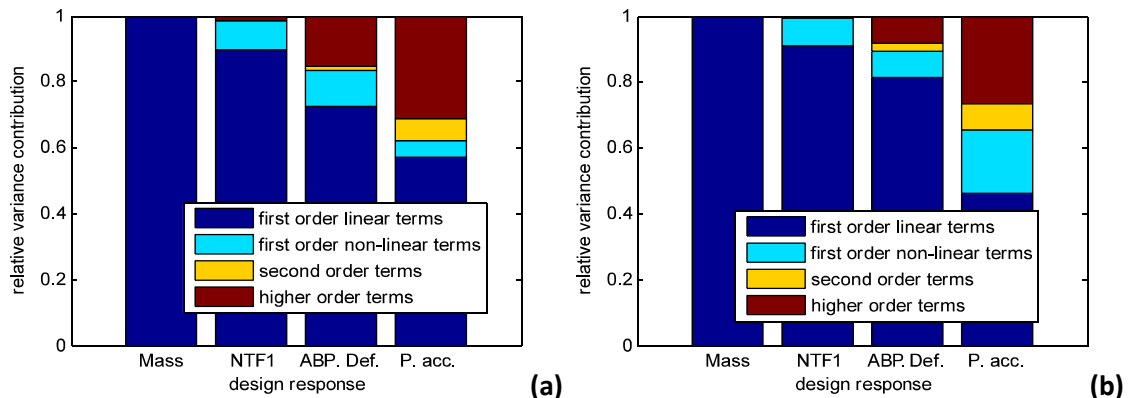 1
0.8
0.6
0.4
0.2
0
relative variance contribution
first order linear terms
first order non-linear terms
second order terms
higher order terms
Mass NTF1 ABP. Def. P. acc.
design response
(a)
1
0.8
0.6
0.4
0.2
0
relative variance contribution
first order linear terms
first order non-linear terms
second order terms
higher order terms
Mass NTF1 ABP. Def. P. acc.
design response
(b)